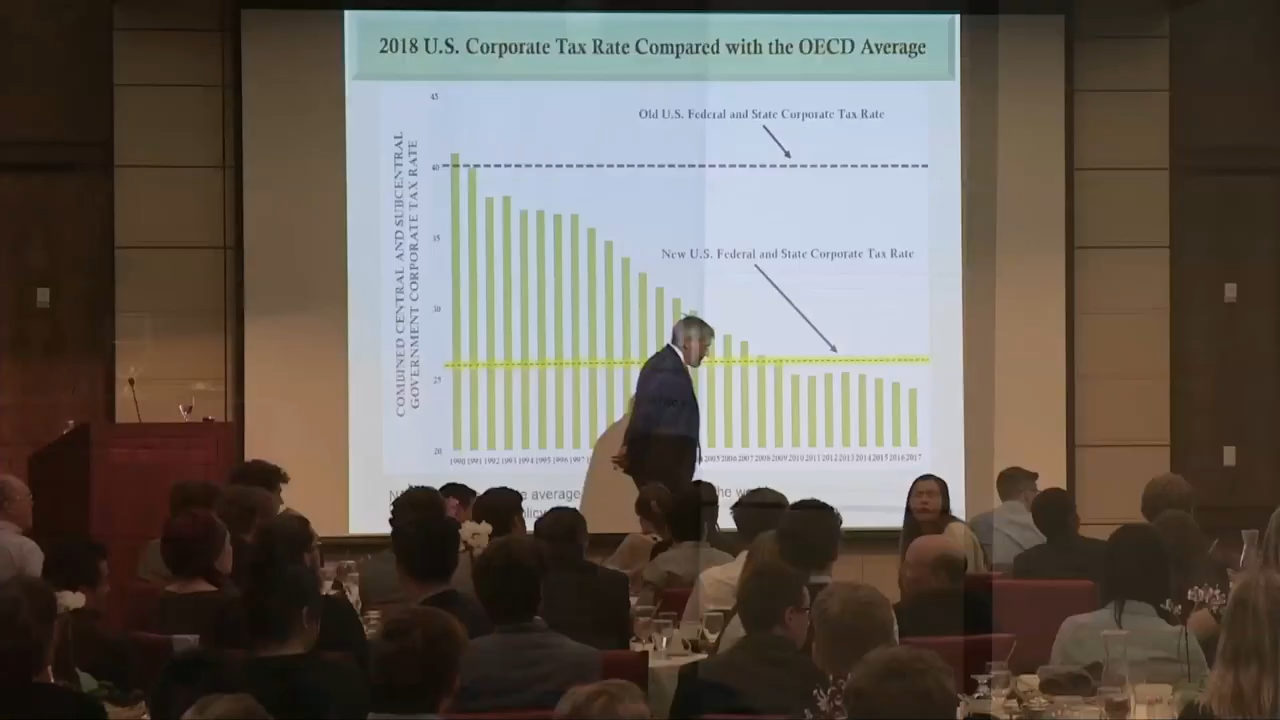 2018 U.S. Corporate Tax Rate Compared with the OECD Average
45
Old U.S. Federal and State Corporate Tax Rate
40
COMBINED CENTRAL AND SUBCENTRAL
GOVERNMENT CORPORATE TAX RATE
35
New U.S. Federal and State Corporate Tax Rate
30
25
20
1990 1991 1992 1993 1994 1995 1996 1997 2005 2006 2007 2008 2009 2010 2011 2012 2013 2014 2015 2016 2017
average